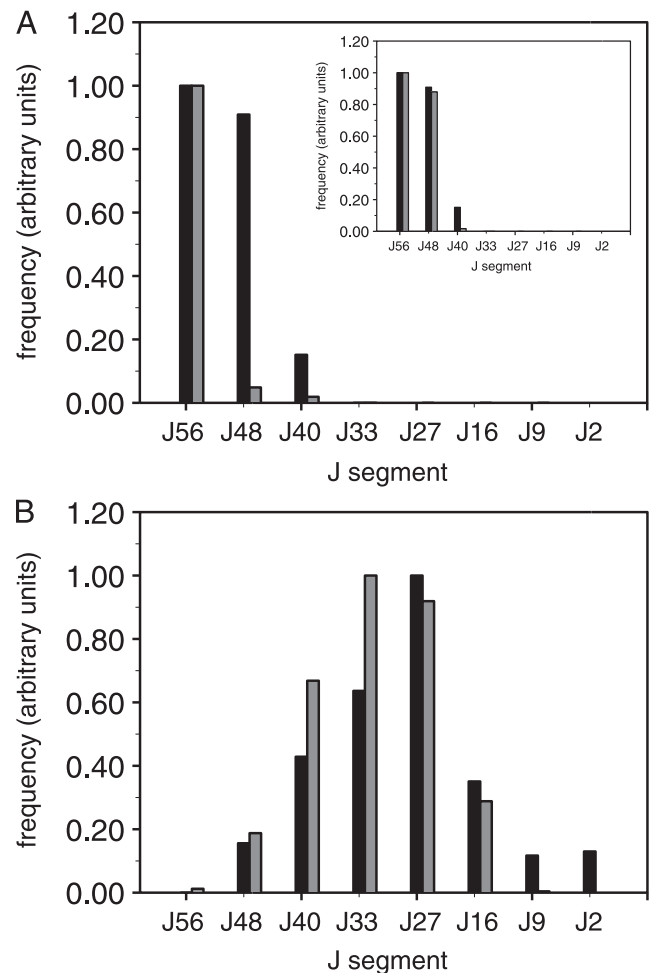 A
frequency (arbitrary units)
1.20
1.00
0.80
0.60
0.40
0.20
0.00
J56 J48 J40 J33 J27 J16 J9 J2
J segment
frequency (arbitrary units)
1.20
1.00
0.80
0.60
0.40
0.20
0.00
J56 J48 J40 J33 J27 J16 J9 J2
J segment
B
frequency (arbitrary units)
1.20
1.00
0.80
0.60
0.40
0.20
0.00
J56 J48 J40 J33 J27 J16 J9 J2
J segment